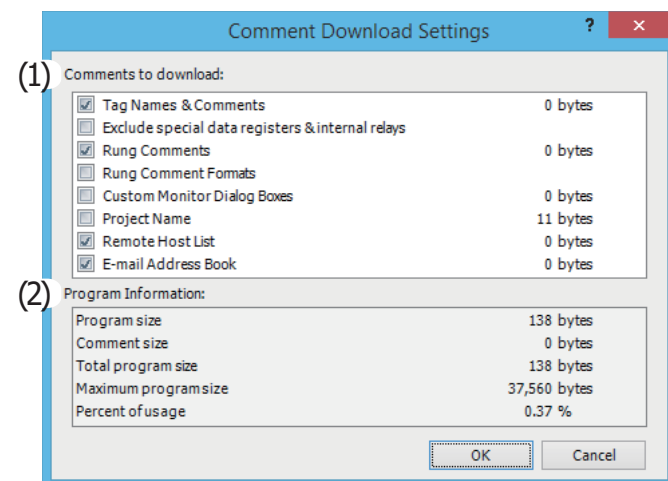 Comment Download Settings ? ×
(1) Comments to download:
Tag Names & Comments 0 bytes
Exclude special data registers & internal relays
Rung Comments 0 bytes
Rung Comment Formats
Custom Monitor Dialog Boxes 0 bytes
Project Name 11 bytes
Remote Host List 0 bytes
E-mail Address Book 0 bytes
(2) Program Information:
Program size 138 bytes
Comment size 0 bytes
Total program size 138 bytes
Maximum program size 37,560 bytes
Percent of usage 0.37 %
OK Cancel